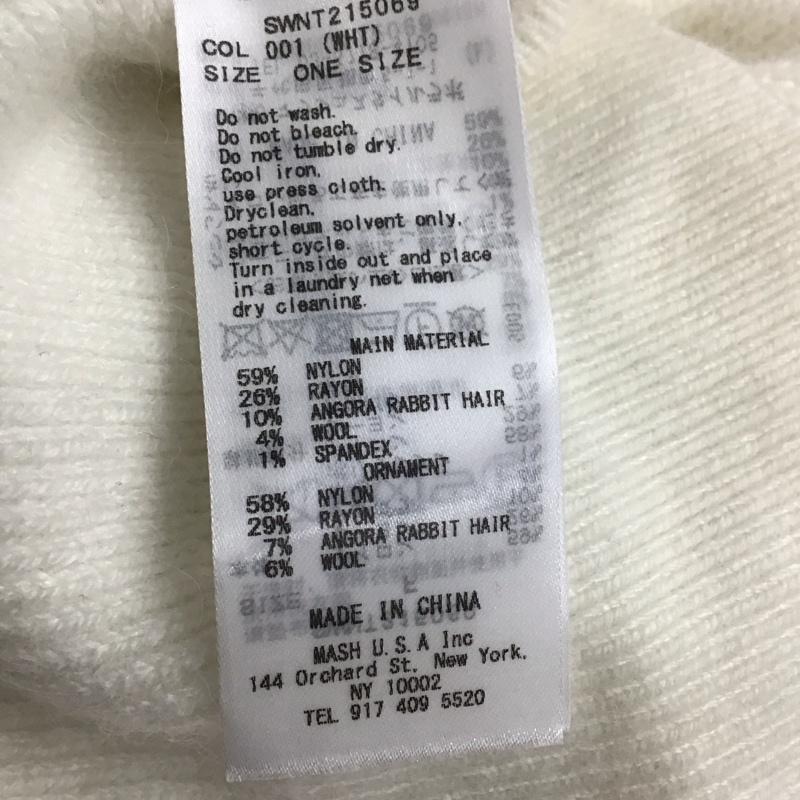 SWNT215069
COL 001 (WHT)
SIZE ONE SIZE
Do not wash.
Do not bleach.
Do not tumble dry.
Cool iron.
use press cloth.
Dryclean.
petroleum solvent only.
short cycle.
Turn inside out and place
in a laundry net when
dry cleaning.
MAIN MATERIAL
59% NYLON
26% RAYON
10% ANGORA RABBIT HAIR
4% WOOL
1% SPANDEX
ORNAMENT
58% NYLON
29% RAYON
7% ANGORA RABBIT HAIR
6% WOOL
MADE IN CHINA
MASH U.S.A Inc
144 Orchard St. New York.
NY 10002
TEL 917 409 5520